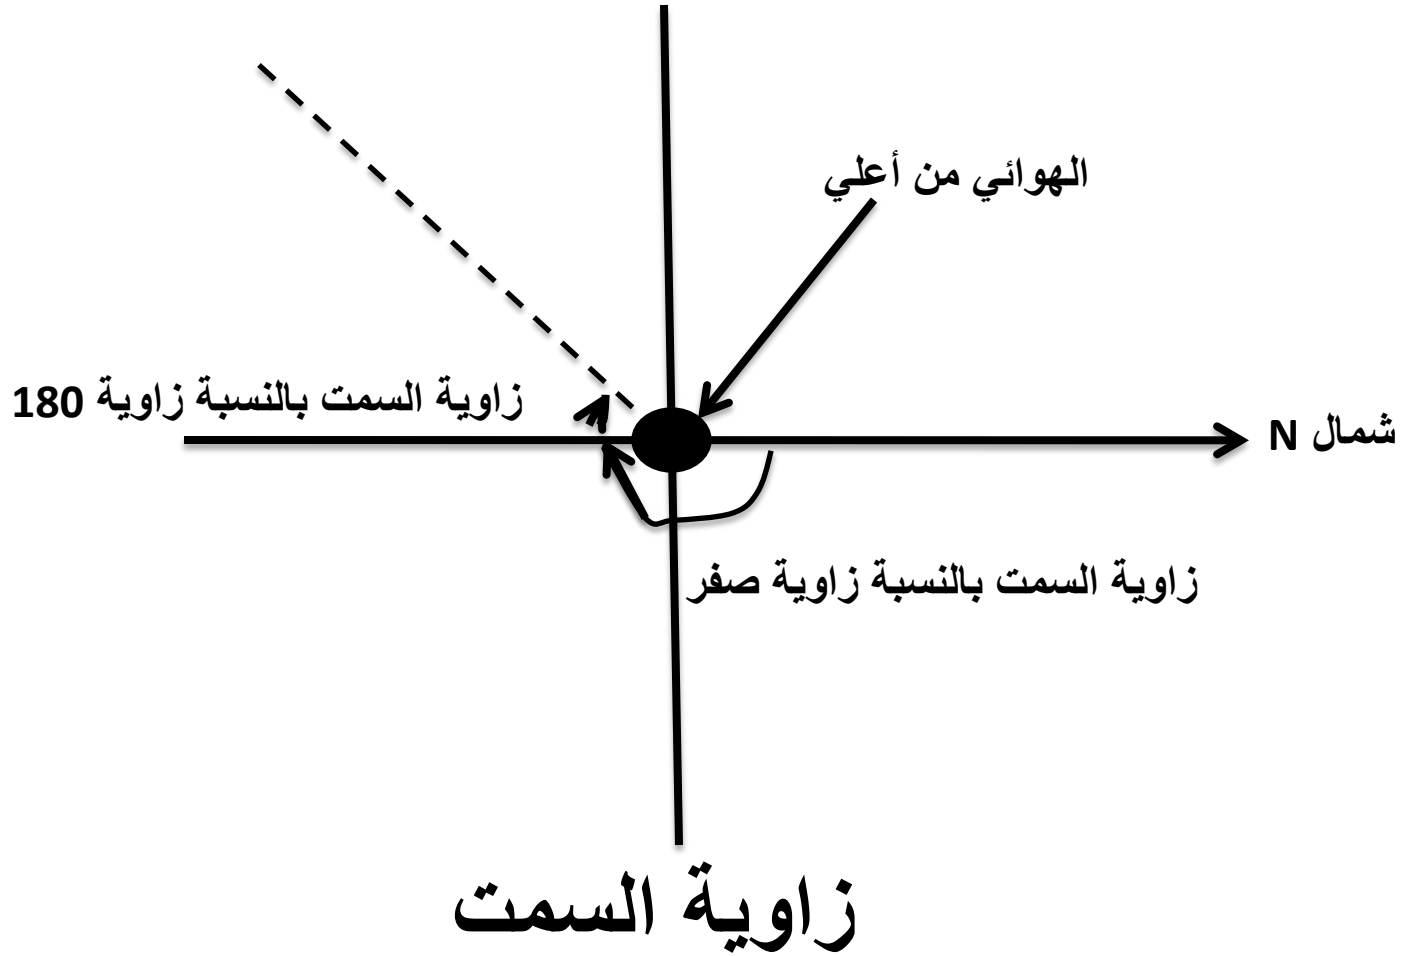 الهوائي من أعلي
زاوية السمت بالنسبة زاوية 180
شمال N
زاوية السمت بالنسبة زاوية صفر
زاوية السمت